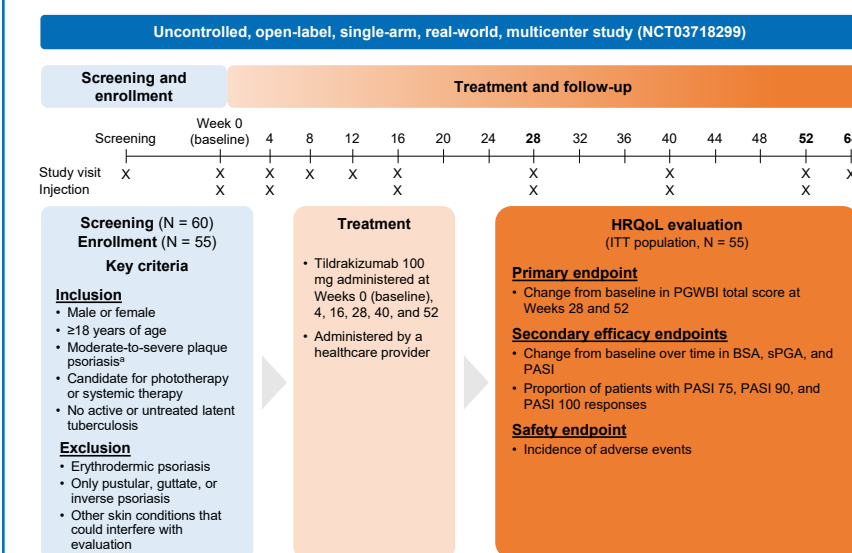 Uncontrolled, open-label, single-arm, real-world, multicenter study (NCT03718299)
Screening and
enrollment
Treatment and follow-up
Screening
Week 0
(baseline)
4 8 12 16 20 24 28 32 36 40 44 48 52
Study visit X X X X X X X X X X
Injection X X X X X X
Screening (N = 60)
Enrollment (N = 55)
Key criteria
Inclusion
• Male or female
• ≥18 years of age
• Moderate-to-severe plaque
psoriasisᵃ
• Candidate for phototherapy
or systemic therapy
• No active or untreated latent
tuberculosis
Exclusion
• Erythrodermic psoriasis
• Only pustular, guttate, or
inverse psoriasis
• Other skin conditions that
could interfere with
evaluation
Treatment
• Tildrakizumab 100
mg administered at
Weeks 0 (baseline),
4, 16, 28, 40, and 52
• Administered by a
healthcare provider
HRQoL evaluation
(ITT population, N = 55)
Primary endpoint
• Change from baseline in PGWBI total score at
Weeks 28 and 52
Secondary efficacy endpoints
• Change from baseline over time in BSA, sPGA, and
PASI
• Proportion of patients with PASI 75, PASI 90, and
PASI 100 responses
Safety endpoint
• Incidence of adverse events